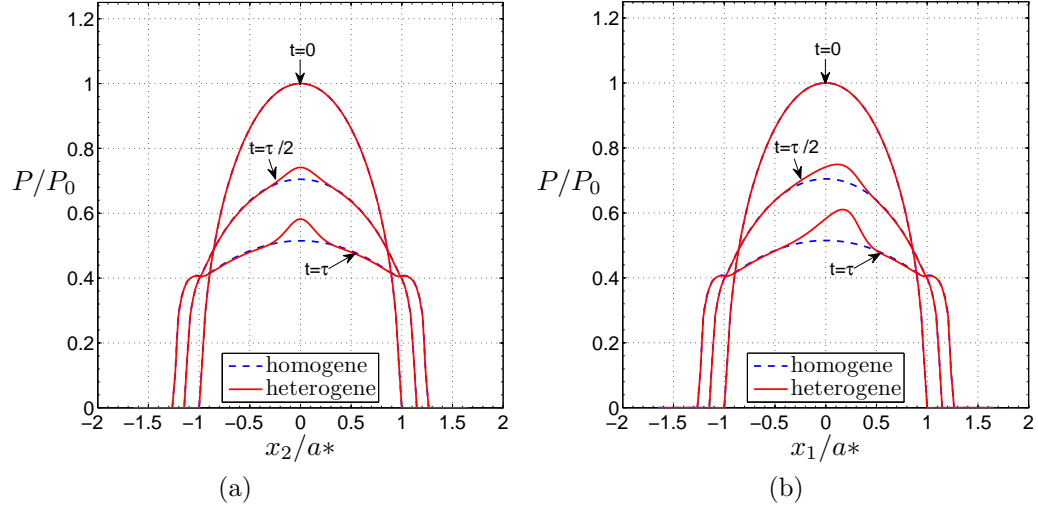 1.2
1
0.8
P/P₀
0.6
0.4
0.2
0
t=0
t=τ /2
t=τ
homogene
heterogene
−2 −1.5 −1 −0.5 0 0.5 1 1.5 2
x₂/a∗
(a)
1.2
1
0.8
P/P₀
0.6
0.4
0.2
0
t=0
t=τ /2
t=τ
homogene
heterogene
−2 −1.5 −1 −0.5 0 0.5 1 1.5 2
x₁/a∗
(b)